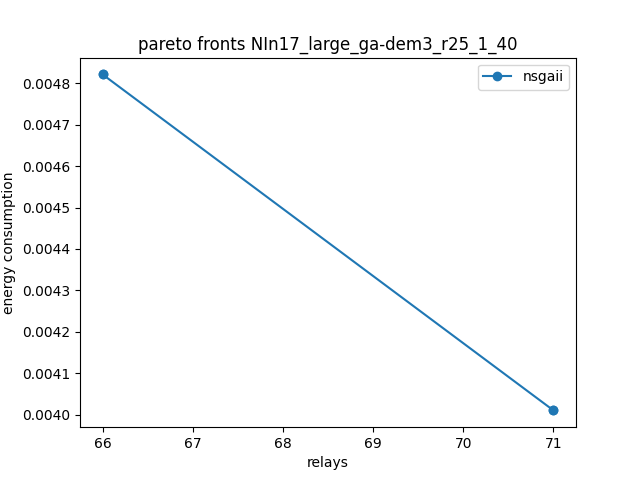 pareto fronts NIn17_large_ga-dem3_r25_1_40
nsgaii
energy consumption
0.0048
0.0047
0.0046
0.0045
0.0044
0.0043
0.0042
0.0041
0.0040
66 67 68 69 70 71
relays